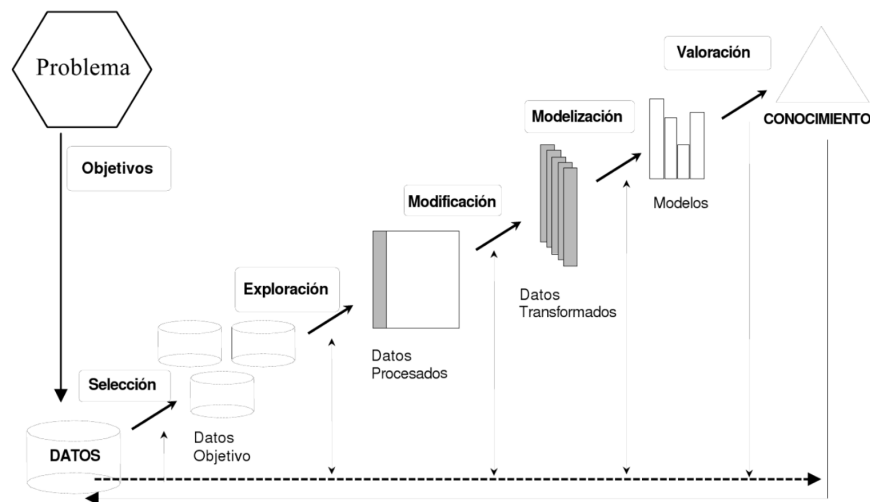 Problema
Objetivos
DATOS
Selección
Datos
Objetivo
Exploración
Datos
Procesados
Modificación
Datos
Transformados
Modelización
Modelos
Valoración
CONOCIMIENTO